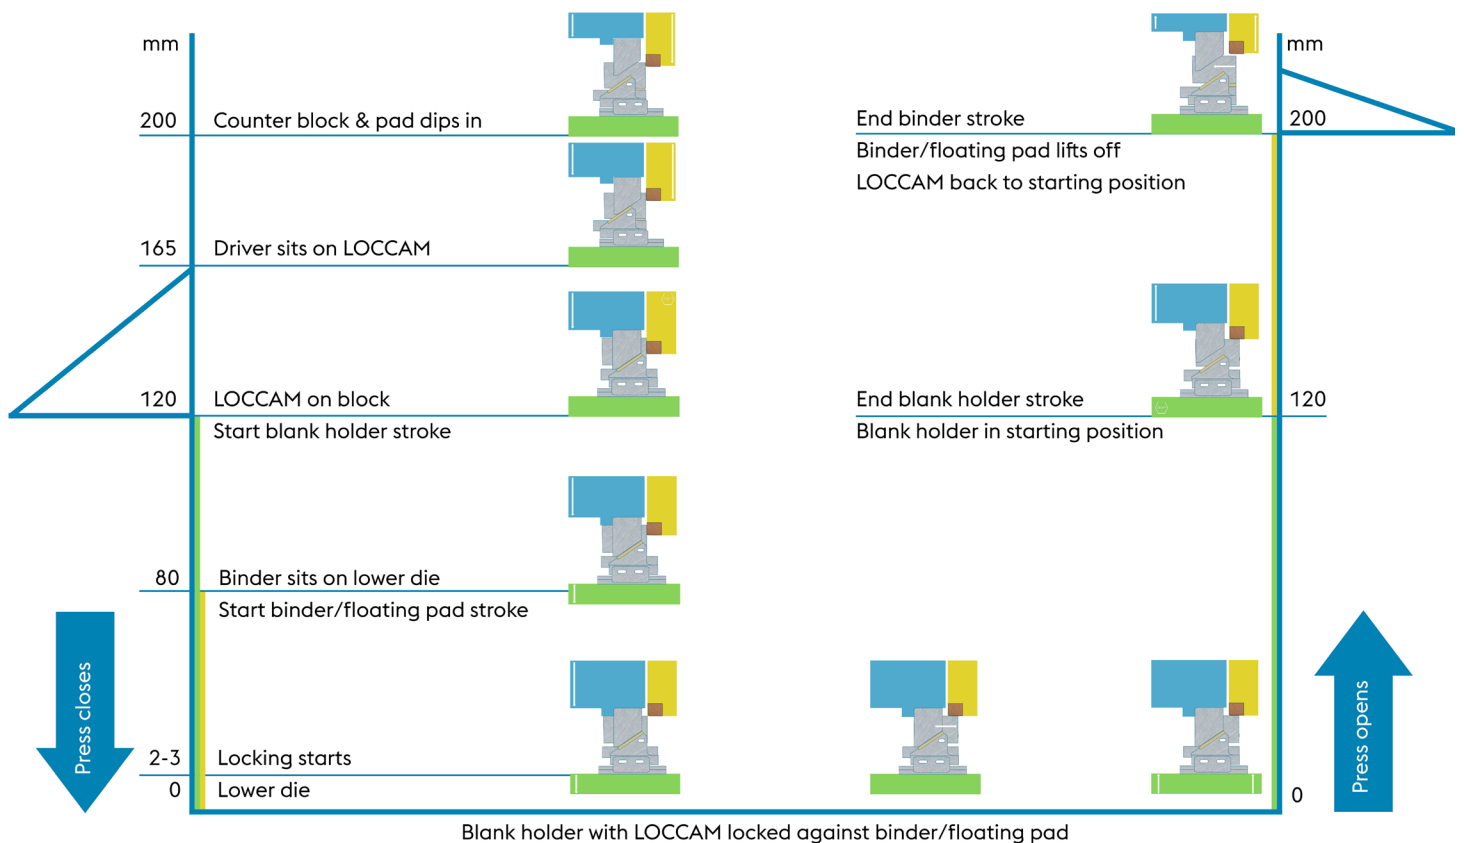 mm
200 Counter block & pad dips in
165 Driver sits on LOCCAM
120 LOCCAM on block
Start blank holder stroke
80 Binder sits on lower die
Start binder/floating pad stroke
Press closes
2-3 Locking starts
0 Lower die
mm
End binder stroke 200
Binder/floating pad lifts off
LOCCAM back to starting position
End blank holder stroke 120
Blank holder in starting position
Press opens
0
Blank holder with LOCCAM locked against binder/floating pad